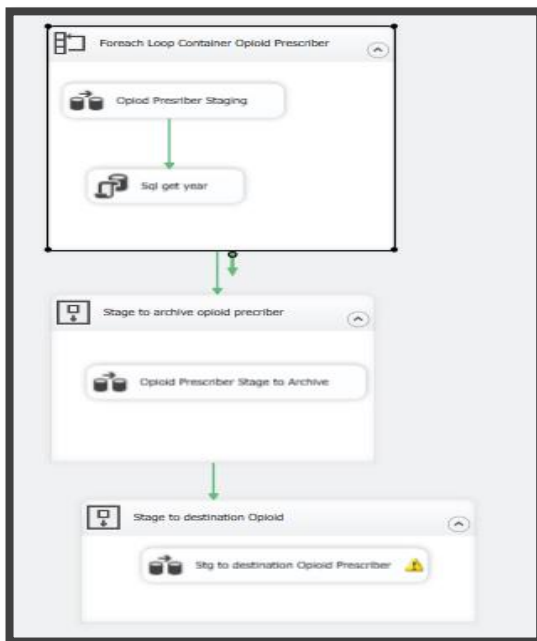 Foreach Loop Container Opioid Prescriber
Opiod Presriber Staging
Sql get year
Stage to archive opioid precriber
Opioid Prescriber Stage to Archive
Stage to destination Opioid
Stg to destination Opioid Prescriber